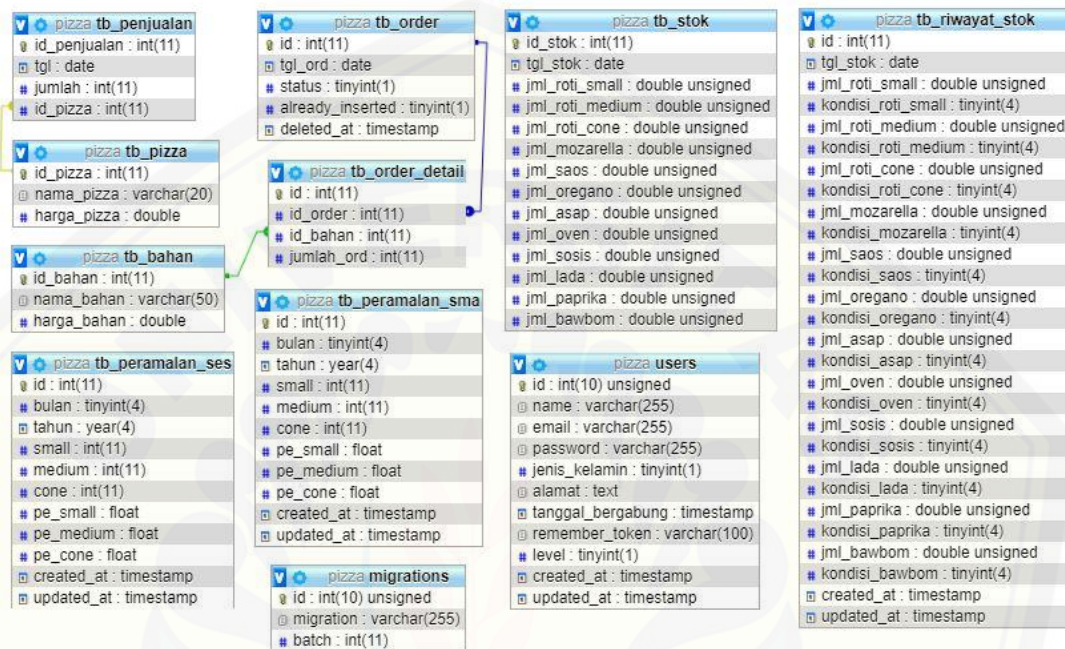 pizza tb_penjualan
id_penjualan : int(11)
tgl : date
jumlah : int(11)
id_pizza : int(11)
pizza tb_pizza
id_pizza : int(11)
nama_pizza : varchar(20)
harga_pizza : double
pizza tb_bahan
id_bahan : int(11)
nama_bahan : varchar(50)
harga_bahan : double
pizza tb_peramalan_ses
id : int(11)
bulan : tinyint(4)
tahun : year(4)
small : int(11)
medium : int(11)
cone : int(11)
pe_small : float
pe_medium : float
pe_cone : float
created_at : timestamp
updated_at : timestamp
pizza tb_order
id : int(11)
tgl_ord : date
status : tinyint(1)
already_inserted : tinyint(1)
deleted_at : timestamp
pizza tb_order_detail
id : int(11)
id_order : int(11)
id_bahan : int(11)
jumlah_ord : int(11)
pizza tb_peramalan_sma
id : int(11)
bulan : tinyint(4)
tahun : year(4)
small : int(11)
medium : int(11)
cone : int(11)
pe_small : float
pe_medium : float
pe_cone : float
created_at : timestamp
updated_at : timestamp
pizza migrations
id : int(10) unsigned
migration : varchar(255)
batch : int(11)
pizza tb_stok
id_stok : int(11)
tgl_stok : date
jml_roti_small : double unsigned
jml_roti_medium : double unsigned
jml_roti_cone : double unsigned
jml_mozarella : double unsigned
jml_saos : double unsigned
jml_oregano : double unsigned
jml_asap : double unsigned
jml_oven : double unsigned
jml_sosis : double unsigned
jml_lada : double unsigned
jml_paprika : double unsigned
jml_bawbom : double unsigned
pizza users
id : int(10) unsigned
name : varchar(255)
email : varchar(255)
password : varchar(255)
jenis_kelamin : tinyint(1)
alamat : text
tanggal_bergabung : timestamp
remember_token : varchar(100)
level : tinyint(1)
created_at : timestamp
updated_at : timestamp
pizza tb_riwayat_stok
id : int(11)
tgl_stok : date
jml_roti_small : double unsigned
kondisi_roti_small : tinyint(4)
jml_roti_medium : double unsigned
kondisi_roti_medium : tinyint(4)
jml_roti_cone : double unsigned
kondisi_roti_cone : tinyint(4)
jml_mozarella : double unsigned
kondisi_mozarella : tinyint(4)
jml_saos : double unsigned
kondisi_saos : tinyint(4)
jml_oregano : double unsigned
kondisi_oregano : tinyint(4)
jml_asap : double unsigned
kondisi_asap : tinyint(4)
jml_oven : double unsigned
kondisi_oven : tinyint(4)
jml_sosis : double unsigned
kondisi_sosis : tinyint(4)
jml_lada : double unsigned
kondisi_lada : tinyint(4)
jml_paprika : double unsigned
kondisi_paprika : tinyint(4)
jml_bawbom : double unsigned
kondisi_bawbom : tinyint(4)
created_at : timestamp
updated_at : timestamp